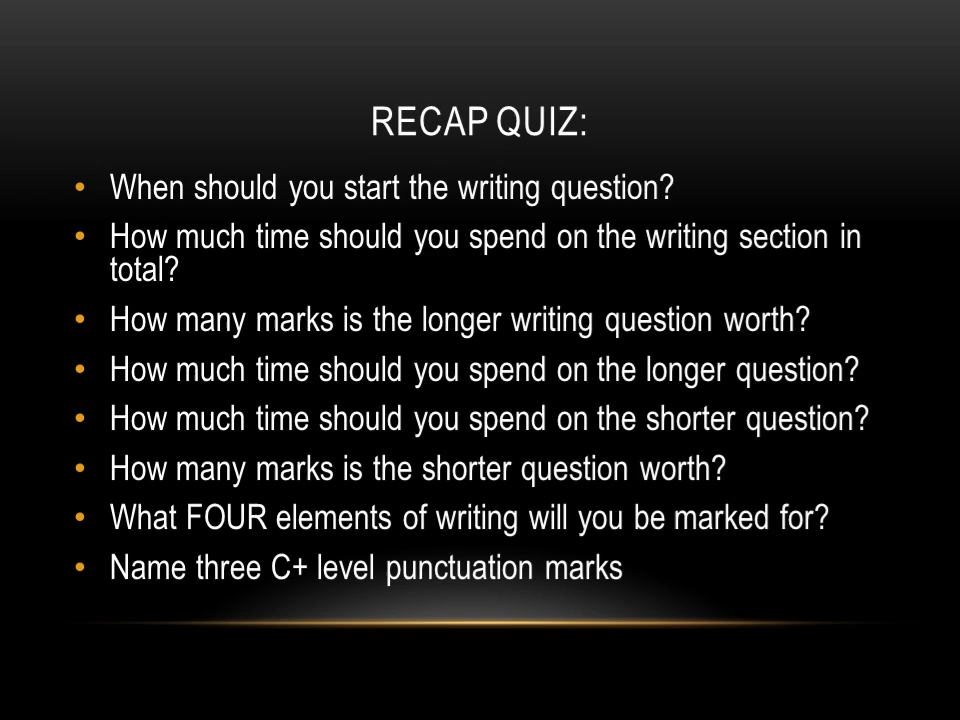 RECAP QUIZ:
• When should you start the writing question?
• How much time should you spend on the writing section in
total?
• How many marks is the longer writing question worth?
• How much time should you spend on the longer question?
• How much time should you spend on the shorter question?
• How many marks is the shorter question worth?
• What FOUR elements of writing will you be marked for?
• Name three C+ level punctuation marks